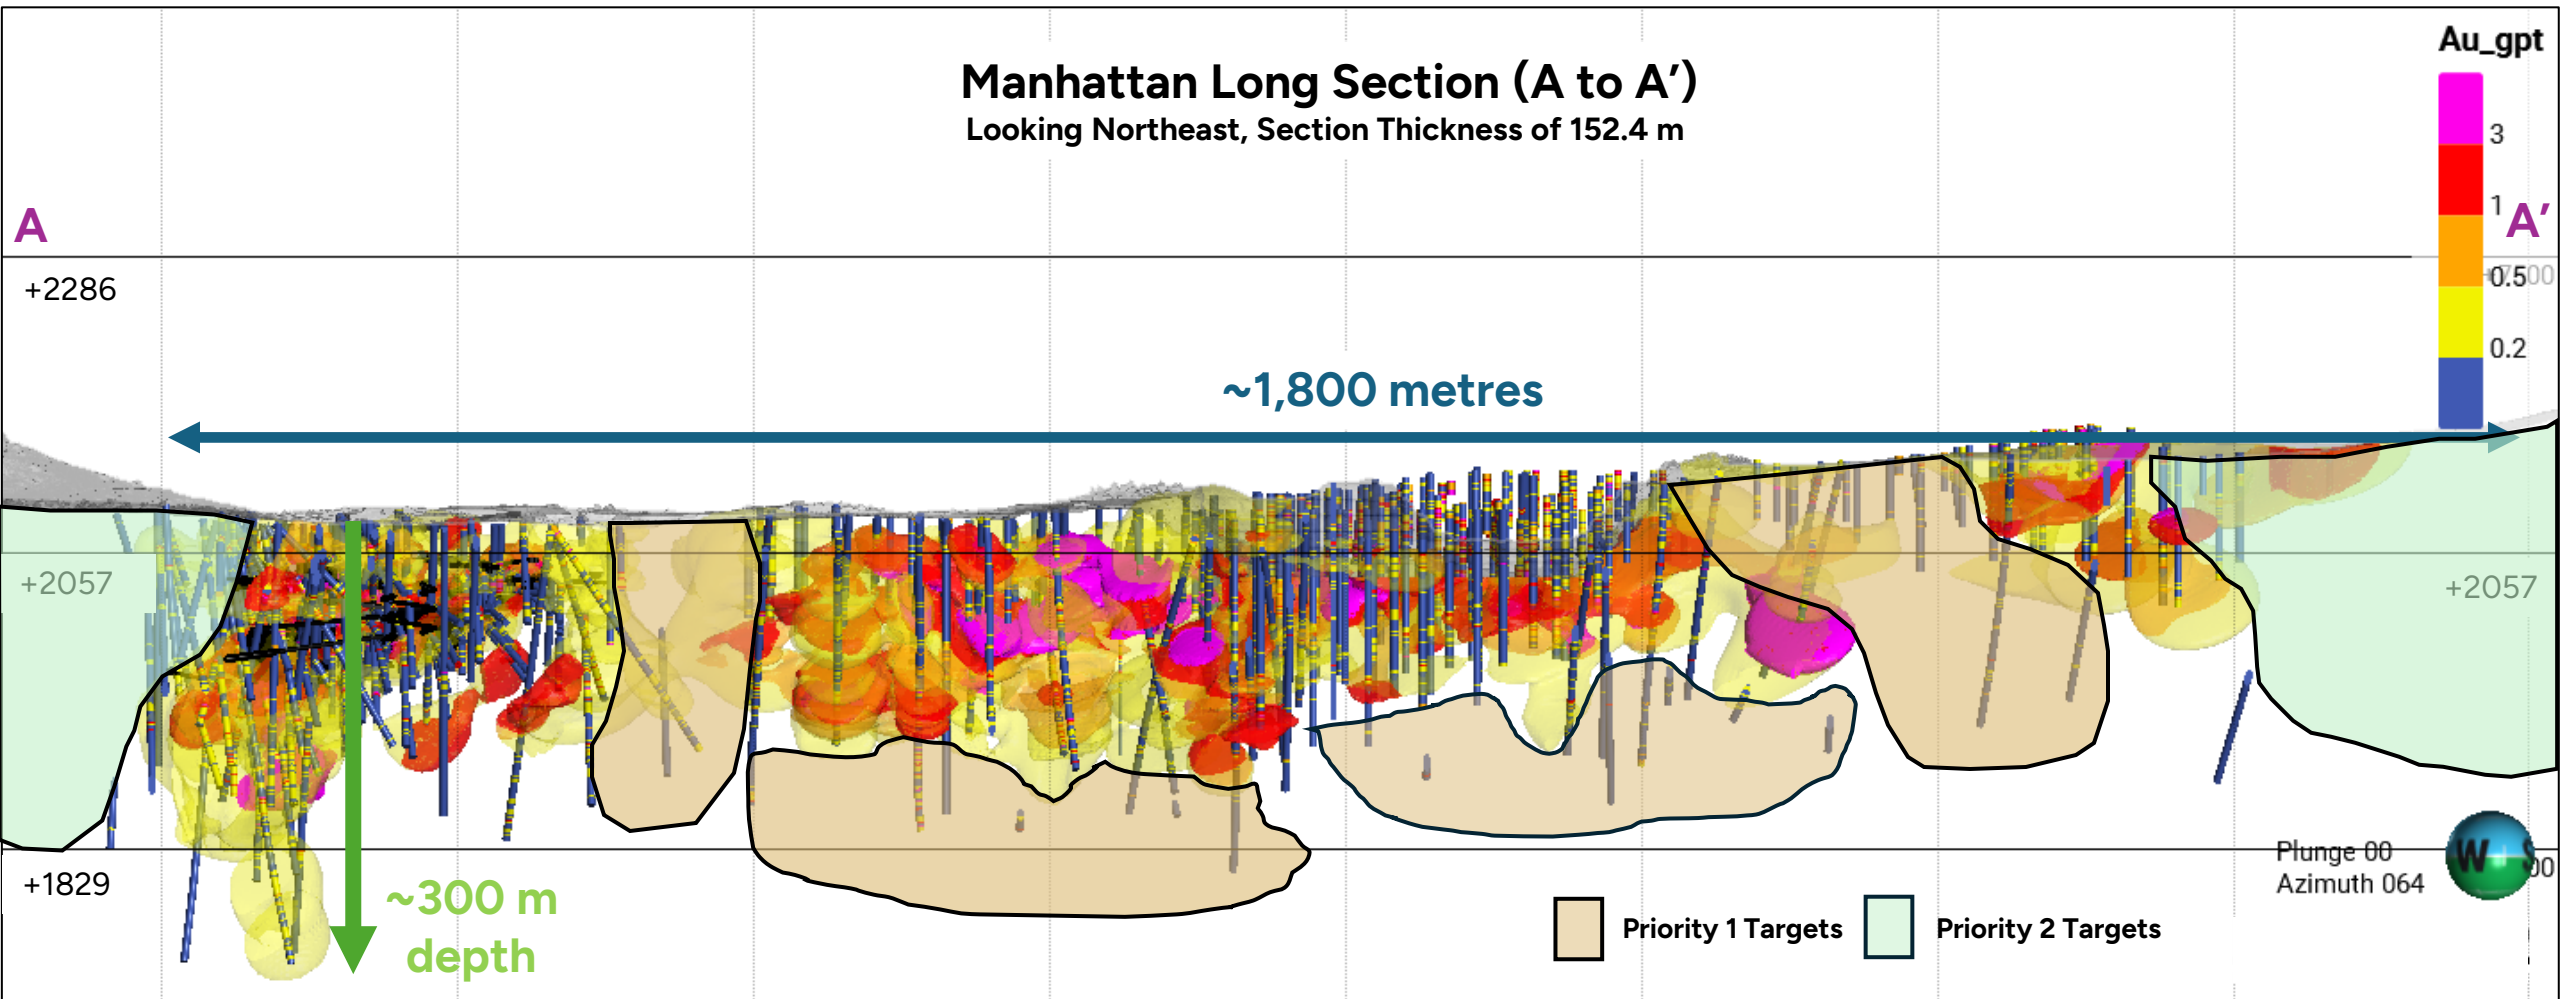 Au_gpt
Manhattan Long Section (A to A’)
Looking Northeast, Section Thickness of 152.4 m
3
1
A
A’
+2286
0.5
0.2
~1,800 metres
+2057
+2057
+1829
~300 m
depth
Plunge 00
Azimuth 064
W
S
Priority 1 Targets
Priority 2 Targets